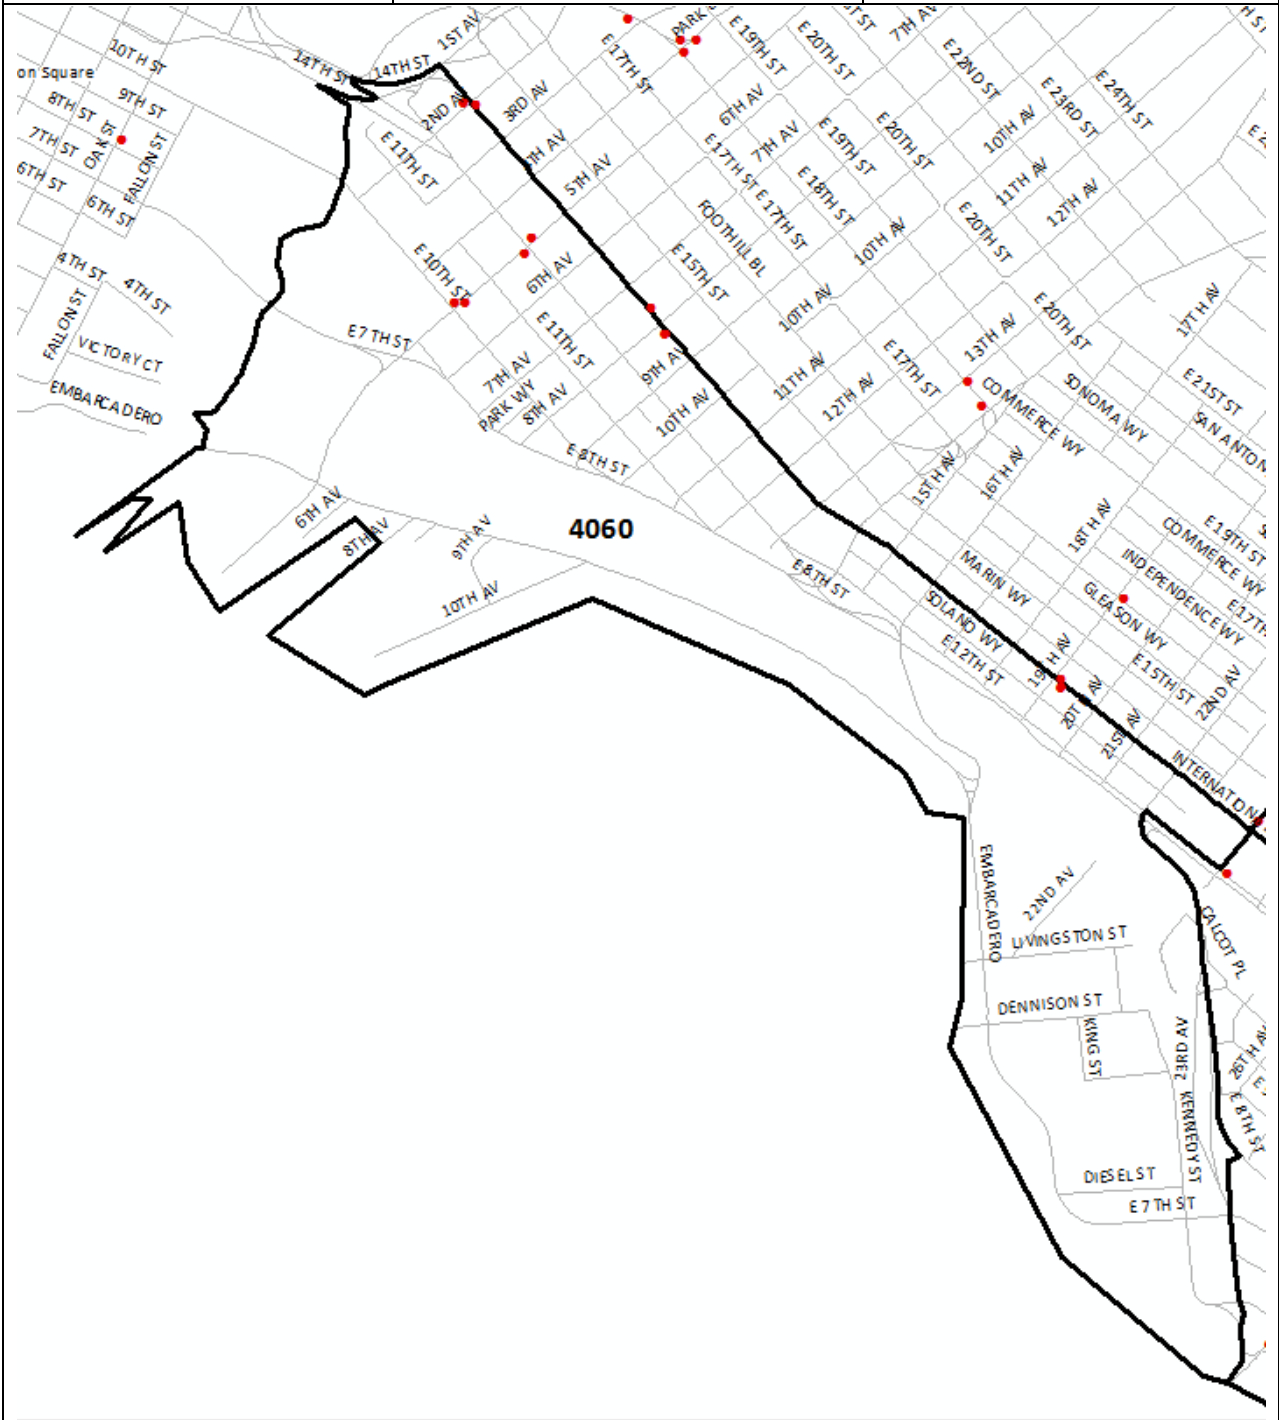 1ST AV
PARK
E 19TH ST
E 20TH ST
7TH AV
E 17TH ST
10TH ST
14TH ST
14TH ST
E 22ND ST
on Square
E 23RD ST
E 24TH ST
8TH ST
9TH ST
2ND AV
3RD AV
6TH AV
10TH AV
7TH ST
OAK ST
FALLON ST
E 11TH ST
5TH AV
E 17TH ST
7TH AV
E 19TH ST
E 20TH ST
6TH ST
6TH ST
E 18TH ST
11TH AV
12TH AV
FOOTHILL BL
E 17TH ST
10TH AV
E 20TH ST
4TH ST
4TH ST
E 10TH ST
6TH AV
E 15TH ST
FALLON ST
VICTORY CT
E 7TH ST
E 11TH ST
10TH AV
13TH AV
E 20TH ST
17TH AV
EMBARCADERO
7TH AV
PARK WY
8TH AV
9TH AV
10TH AV
11TH AV
12TH AV
E 17TH ST
COMMERCE WY
SONOMA WY
E 21ST ST
SAN ANTON
E 8TH ST
15TH AV
16TH AV
6TH AV
8TH AV
9TH AV
4060
18TH AV
E 19TH ST
COMMERCE WY
10TH AV
E 8TH ST
MARIN WY
INDEPENDENCE WY
E 17TH
SOLANO WY
GLEASON WY
E 12TH ST
19TH AV
E 15TH ST
20TH AV
22ND AV
21ST AV
INTERNATIONA
EMBARCADERO
22ND AV
LIVINGSTON ST
CALCOT PL
DENNISON ST
KING ST
23RD AV
26TH AV
KENNEDY ST
E 8TH ST
DIESEL ST
E 7TH ST